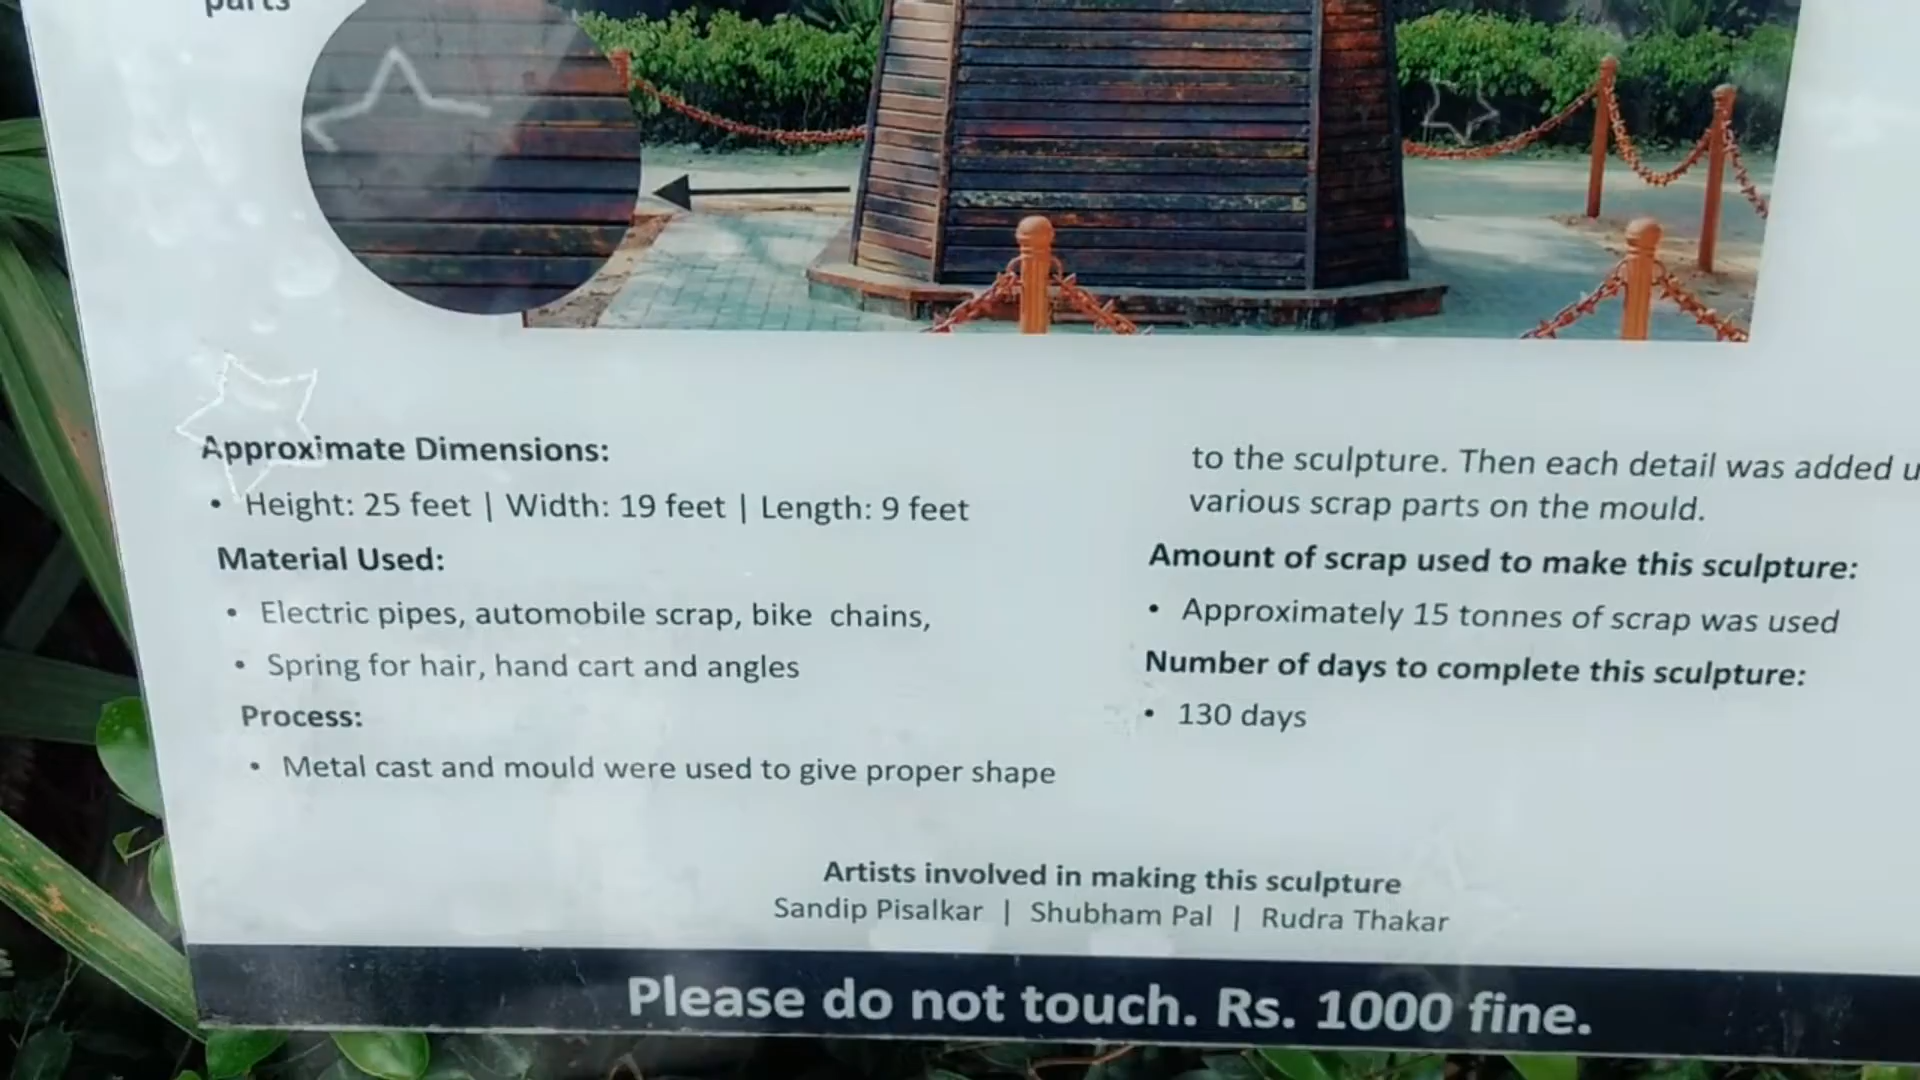 parts
Approximate Dimensions:
• Height: 25 feet | Width: 19 feet | Length: 9 feet
Material Used:
• Electric pipes, automobile scrap, bike chains,
• Spring for hair, hand cart and angles
Process:
• Metal cast and mould were used to give proper shape
to the sculpture. Then each detail was added
various scrap parts on the mould.
Amount of scrap used to make this sculpture:
• Approximately 15 tonnes of scrap was used
Number of days to complete this sculpture:
• 130 days
Artists involved in making this sculpture
Sandip Pisalkar | Shubham Pal | Rudra Thakar
Please do not touch. Rs. 1000 fine.